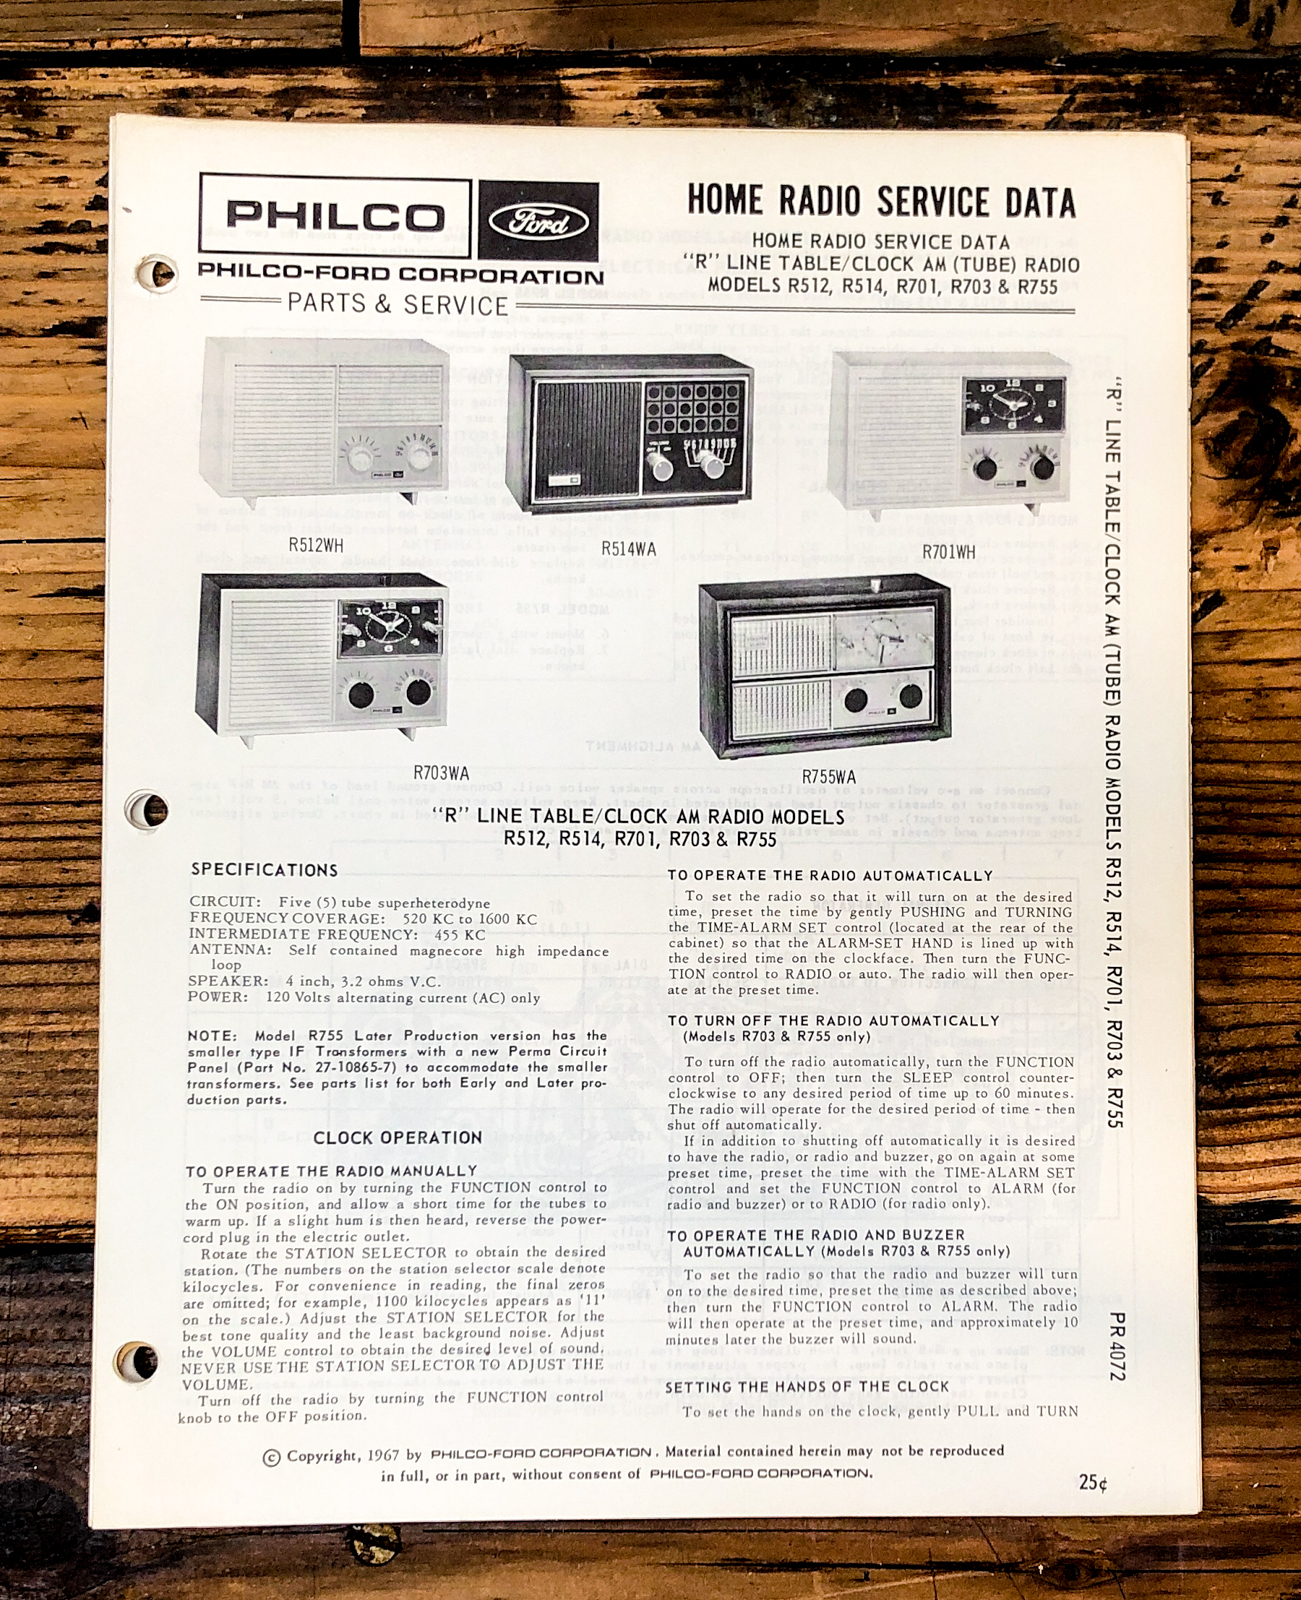 PHILCO
Ford
PHILCO-FORD CORPORATION
PARTS & SERVICE
HOME RADIO SERVICE DATA
HOME RADIO SERVICE DATA
"R" LINE TABLE/CLOCK AM (TUBE) RADIO
MODELS R512, R514, R701, R703 & R755
R512WH
R514WA
R701WH
R703WA
R755WA
"R" LINE TABLE/CLOCK AM RADIO MODELS
R512, R514, R701, R703 & R755
SPECIFICATIONS
CIRCUIT: Five (5) tube superheterodyne
FREQUENCY COVERAGE: 520 KC to 1600 KC
INTERMEDIATE FREQUENCY: 455 KC
ANTENNA: Self contained magnecore high impedance
loop
SPEAKER: 4 inch, 3.2 ohms V.C.
POWER: 120 Volts alternating current (AC) only
NOTE: Model R755 Later Production version has the
smaller type IF Transformers with a new Perma Circuit
Panel (Part No. 27-10865-7) to accommodate the smaller
transformers. See parts list for both Early and Later pro-
duction parts.
CLOCK OPERATION
TO OPERATE THE RADIO MANUALLY
Turn the radio on by turning the FUNCTION control to
the ON position, and allow a short time for the tubes to
warm up. If a slight hum is then heard, reverse the power-
cord plug in the electric outlet.
Rotate the STATION SELECTOR to obtain the desired
station. (The numbers on the station selector scale denote
kilocycles. For convenience in reading, the final zeros
are omitted; for example, 1100 kilocycles appears as '11'
on the scale.) Adjust the STATION SELECTOR for the
best tone quality and the least background noise. Adjust
the VOLUME control to obtain the desired level of sound.
NEVER USE THE STATION SELECTOR TO ADJUST THE
VOLUME.
Turn off the radio by turning the FUNCTION control
knob to the OFF position.
TO OPERATE THE RADIO AUTOMATICALLY
To set the radio so that it will turn on at the desired
time, preset the time by gently PUSHING and TURNING
the TIME-ALARM SET control (located at the rear of the
cabinet) so that the ALARM-SET HAND is lined up with
the desired time on the clockface. Then turn the FUNC-
TION control to RADIO or auto. The radio will then oper-
ate at the preset time.
TO TURN OFF THE RADIO AUTOMATICALLY
(Models R703 & R755 only)
To turn off the radio automatically, turn the FUNCTION
control to OFF; then turn the SLEEP control counter-
clockwise to any desired period of time up to 60 minutes.
The radio will operate for the desired period of time - then
shut off automatically.
If in addition to shutting off automatically it is desired
to have the radio, or radio and buzzer, go on again at some
preset time, preset the time with the TIME-ALARM SET
control and set the FUNCTION control to ALARM (for
radio and buzzer) or to RADIO (for radio only).
TO OPERATE THE RADIO AND BUZZER
AUTOMATICALLY (Models R703 & R755 only)
To set the radio so that the radio and buzzer will turn
on to the desired time, preset the time as described above;
then turn the FUNCTION control to ALARM. The radio
will then operate at the preset time, and approximately 10
minutes later the buzzer will sound.
SETTING THE HANDS OF THE CLOCK
To set the hands on the clock, gently PULL and TURN
© Copyright, 1967 by PHILCO-FORD CORPORATION. Material contained herein may not be reproduced
in full, or in part, without consent of PHILCO-FORD CORPORATION.
25¢
"R" LINE TABLE/CLOCK AM (TUBE) RADIO MODELS R512, R514, R701, R703 & R755
PR 4072